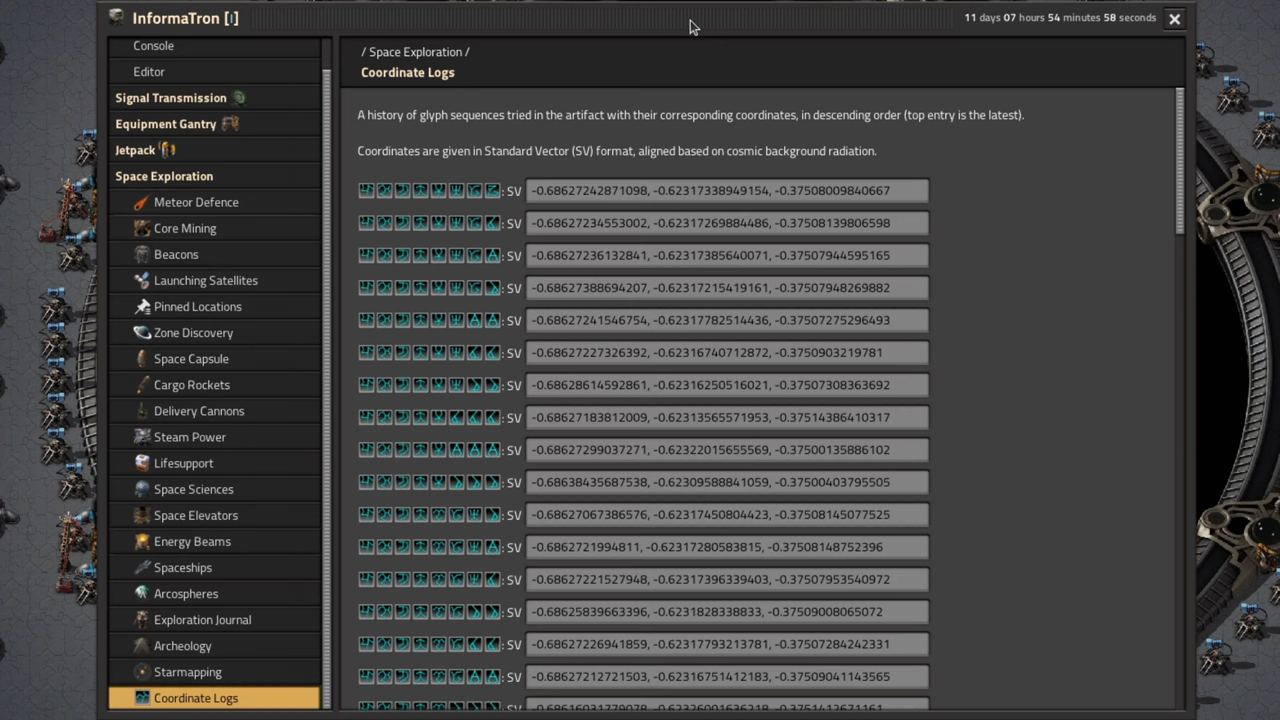 InformaTron [i]
11 days 07 hours 54 minutes 58 seconds
Console
Editor
Signal Transmission
Equipment Gantry
Jetpack
Space Exploration
Meteor Defence
Core Mining
Beacons
Launching Satellites
Pinned Locations
Zone Discovery
Space Capsule
Cargo Rockets
Delivery Cannons
Steam Power
Lifesupport
Space Sciences
Space Elevators
Energy Beams
Spaceships
Arcospheres
Exploration Journal
Archeology
Starmapping
Coordinate Logs
/ Space Exploration /
Coordinate Logs
A history of glyph sequences tried in the artifact with their corresponding coordinates, in descending order (top entry is the latest).
Coordinates are given in Standard Vector (SV) format, aligned based on cosmic background radiation.
: SV -0.68627242871098, -0.62317338949154, -0.37508009840667
: SV -0.68627234553002, -0.62317269884486, -0.37508139806598
: SV -0.68627236132841, -0.62317385640071, -0.37507944595165
: SV -0.68627388694207, -0.62317215419161, -0.37507948269882
: SV -0.68627241546754, -0.62317782514436, -0.37507275296493
: SV -0.68627227326392, -0.62316740712872, -0.3750903219781
: SV -0.68628614592861, -0.62316250516021, -0.37507308363692
: SV -0.68627183812009, -0.62313565571953, -0.37514386410317
: SV -0.68627299037271, -0.62322015655569, -0.37500135886102
: SV -0.68638435687538, -0.62309588841059, -0.37500403795505
: SV -0.68627067386576, -0.62317450804423, -0.37508145077525
: SV -0.6862721994811, -0.62317280583815, -0.37508148752396
: SV -0.68627221527948, -0.62317396339403, -0.37507953540972
: SV -0.68625839663396, -0.6231828338833, -0.37509008065072
: SV -0.68627226941859, -0.62317793213781, -0.37507284242331
: SV -0.68627212721503, -0.62316751412183, -0.37509041143565